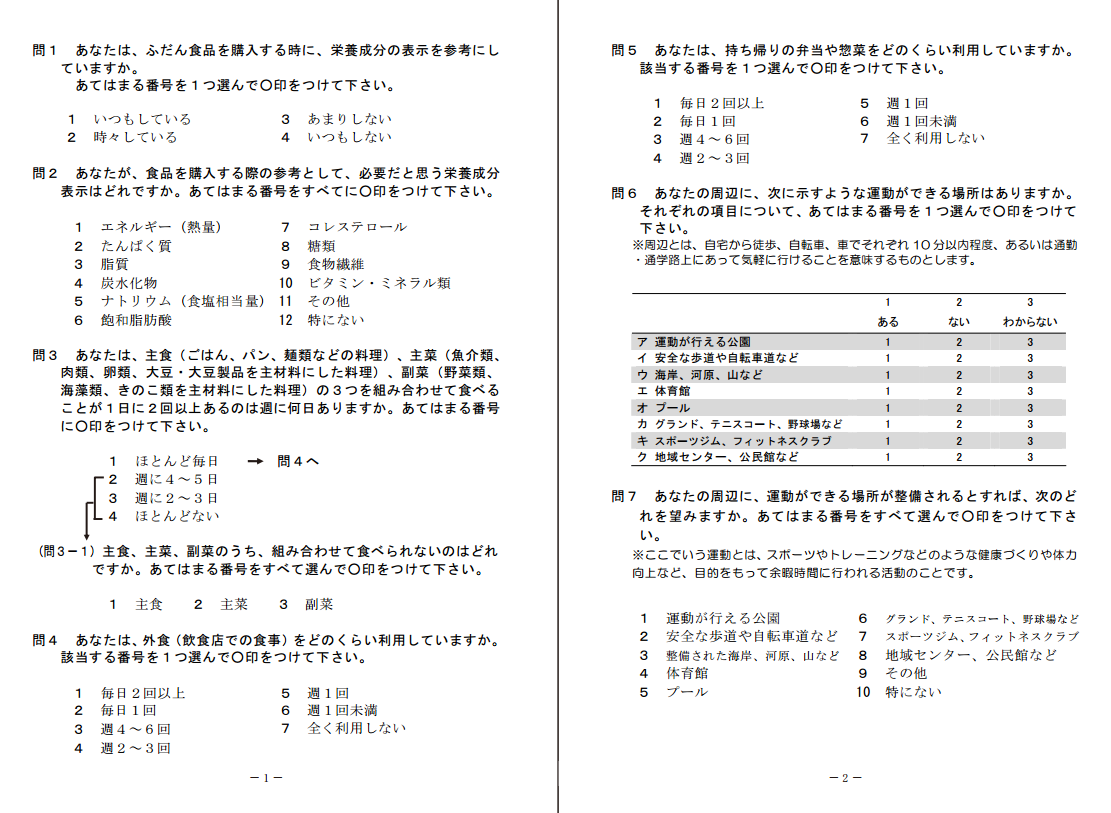 問１　あなたは、ふだん食品を購入する時に、栄養成分の表示を参考にし
ていますか。
あてはまる番号を１つ選んで〇印をつけて下さい。
1　いつもしている　3　あまりしない
2　時々している　4　いつもしない
問２　あなたが、食品を購入する際の参考として、必要だと思う栄養成分
表示はどれですか。あてはまる番号をすべてに〇印をつけて下さい。
1　エネルギー（熱量）　7　コレステロール
2　たんぱく質　8　糖類
3　脂質　9　食物繊維
4　炭水化物　10　ビタミン・ミネラル類
5　ナトリウム（食塩相当量）　11　その他
6　飽和脂肪酸　12　特にない
問３　あなたは、主食（ごはん、パン、麺類などの料理）、主菜（魚介類、
肉類、卵類、大豆・大豆製品を主材料にした料理）、副菜（野菜類、
海藻類、きのこ類を主材料にした料理）の３つを組み合わせて食べる
ことが１日に２回以上あるのは週に何日ありますか。あてはまる番号
に〇印をつけて下さい。
1　ほとんど毎日　→　問４へ
2　週に４～５日
3　週に２～３日
4　ほとんどない
（問３－１）主食、主菜、副菜のうち、組み合わせて食べられないのはどれ
ですか。あてはまる番号をすべて選んで〇印をつけて下さい。
1　主食　2　主菜　3　副菜
問４　あなたは、外食（飲食店での食事）をどのくらい利用していますか。
該当する番号を１つ選んで〇印をつけて下さい。
1　毎日２回以上　5　週１回
2　毎日１回　6　週１回未満
3　週４～６回　7　全く利用しない
4　週２～３回
－ 1 －
問５　あなたは、持ち帰りの弁当や惣菜をどのくらい利用していますか。
該当する番号を１つ選んで〇印をつけて下さい。
1　毎日２回以上　5　週１回
2　毎日１回　6　週１回未満
3　週４～６回　7　全く利用しない
4　週２～３回
問６　あなたの周辺に、次に示すような運動ができる場所はありますか。
それぞれの項目について、あてはまる番号を１つ選んで〇印をつけて
下さい。
※周辺とは、自宅から徒歩、自転車、車でそれぞれ 10 分以内程度、あるいは通勤
・通学路上にあって気軽に行けることを意味するものとします。
1　2　3
ある　ない　わからない
ア 運動が行える公園　1　2　3
イ 安全な歩道や自転車道など　1　2　3
ウ 海岸、河原、山など　1　2　3
エ 体育館　1　2　3
オ プール　1　2　3
カ グランド、テニスコート、野球場など　1　2　3
キ スポーツジム、フィットネスクラブ　1　2　3
ク 地域センター、公民館など　1　2　3
問７　あなたの周辺に、運動ができる場所が整備されるとすれば、次のど
れを望みますか。あてはまる番号をすべて選んで〇印をつけて下さ
い。
※ここでいう運動とは、スポーツやトレーニングなどのような健康づくりや体力
向上など、目的をもって余暇時間に行われる活動のことです。
1　運動が行える公園　6　グランド、テニスコート、野球場など
2　安全な歩道や自転車道など　7　スポーツジム、フィットネスクラブ
3　整備された海岸、河原、山など　8　地域センター、公民館など
4　体育館　9　その他
5　プール　10　特にない
－ 2 －